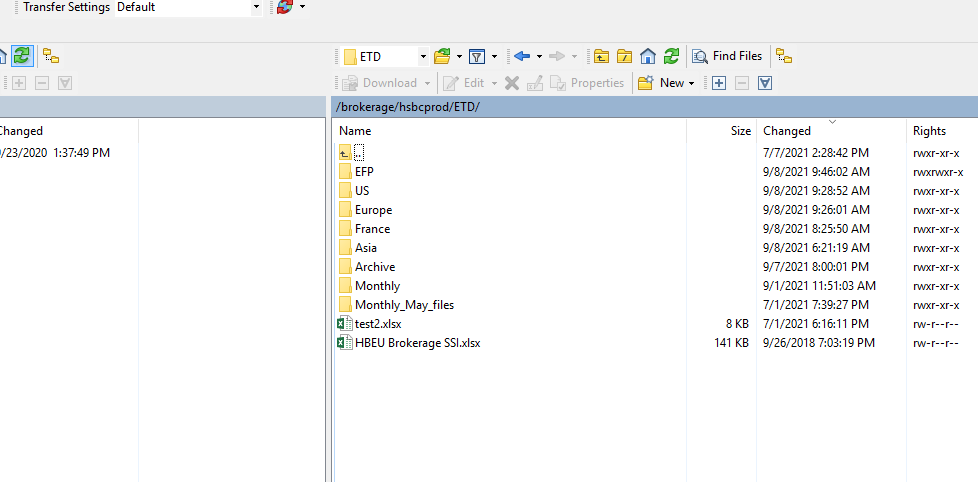 Transfer Settings Default
ETD
Find Files
Download
Edit
Properties
New
/brokerage/hsbcprod/ETD/
Changed
Name Size Changed Rights
/23/2020 1:37:49 PM
.. 7/7/2021 2:28:42 PM rwxr-xr-x
EFP 9/8/2021 9:46:02 AM rwxrwxr-x
US 9/8/2021 9:28:52 AM rwxr-xr-x
Europe 9/8/2021 9:26:01 AM rwxr-xr-x
France 9/8/2021 8:25:50 AM rwxr-xr-x
Asia 9/8/2021 6:21:19 AM rwxr-xr-x
Archive 9/7/2021 8:00:01 PM rwxr-xr-x
Monthly 9/1/2021 11:51:03 AM rwxr-xr-x
Monthly_May_files 7/1/2021 7:39:27 PM rwxr-xr-x
test2.xlsx 8 KB 7/1/2021 6:16:11 PM rw-r--r--
HBEU Brokerage SSI.xlsx 141 KB 9/26/2018 7:03:19 PM rw-r--r--